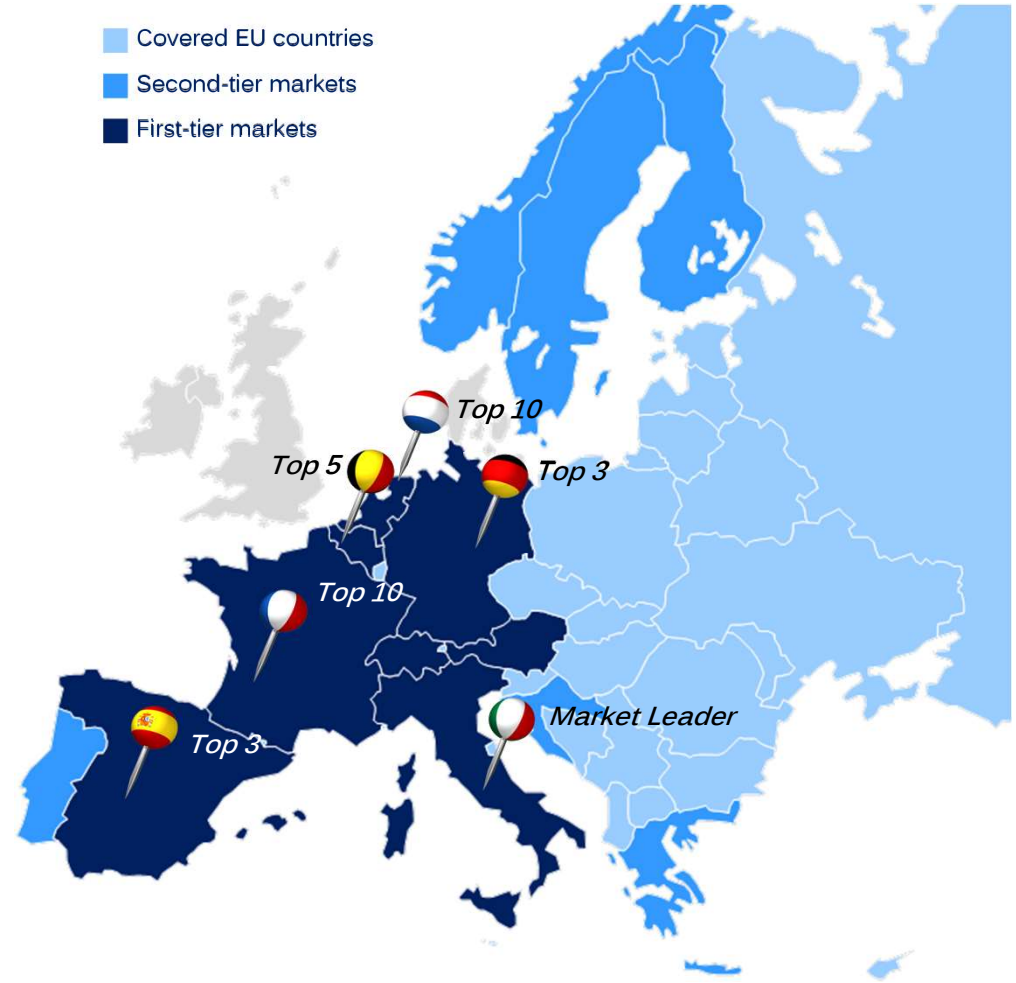 Covered EU countries
Second-tier markets
First-tier markets
Top 10
Top 5
Top 3
Top 10
Market Leader
Top 3